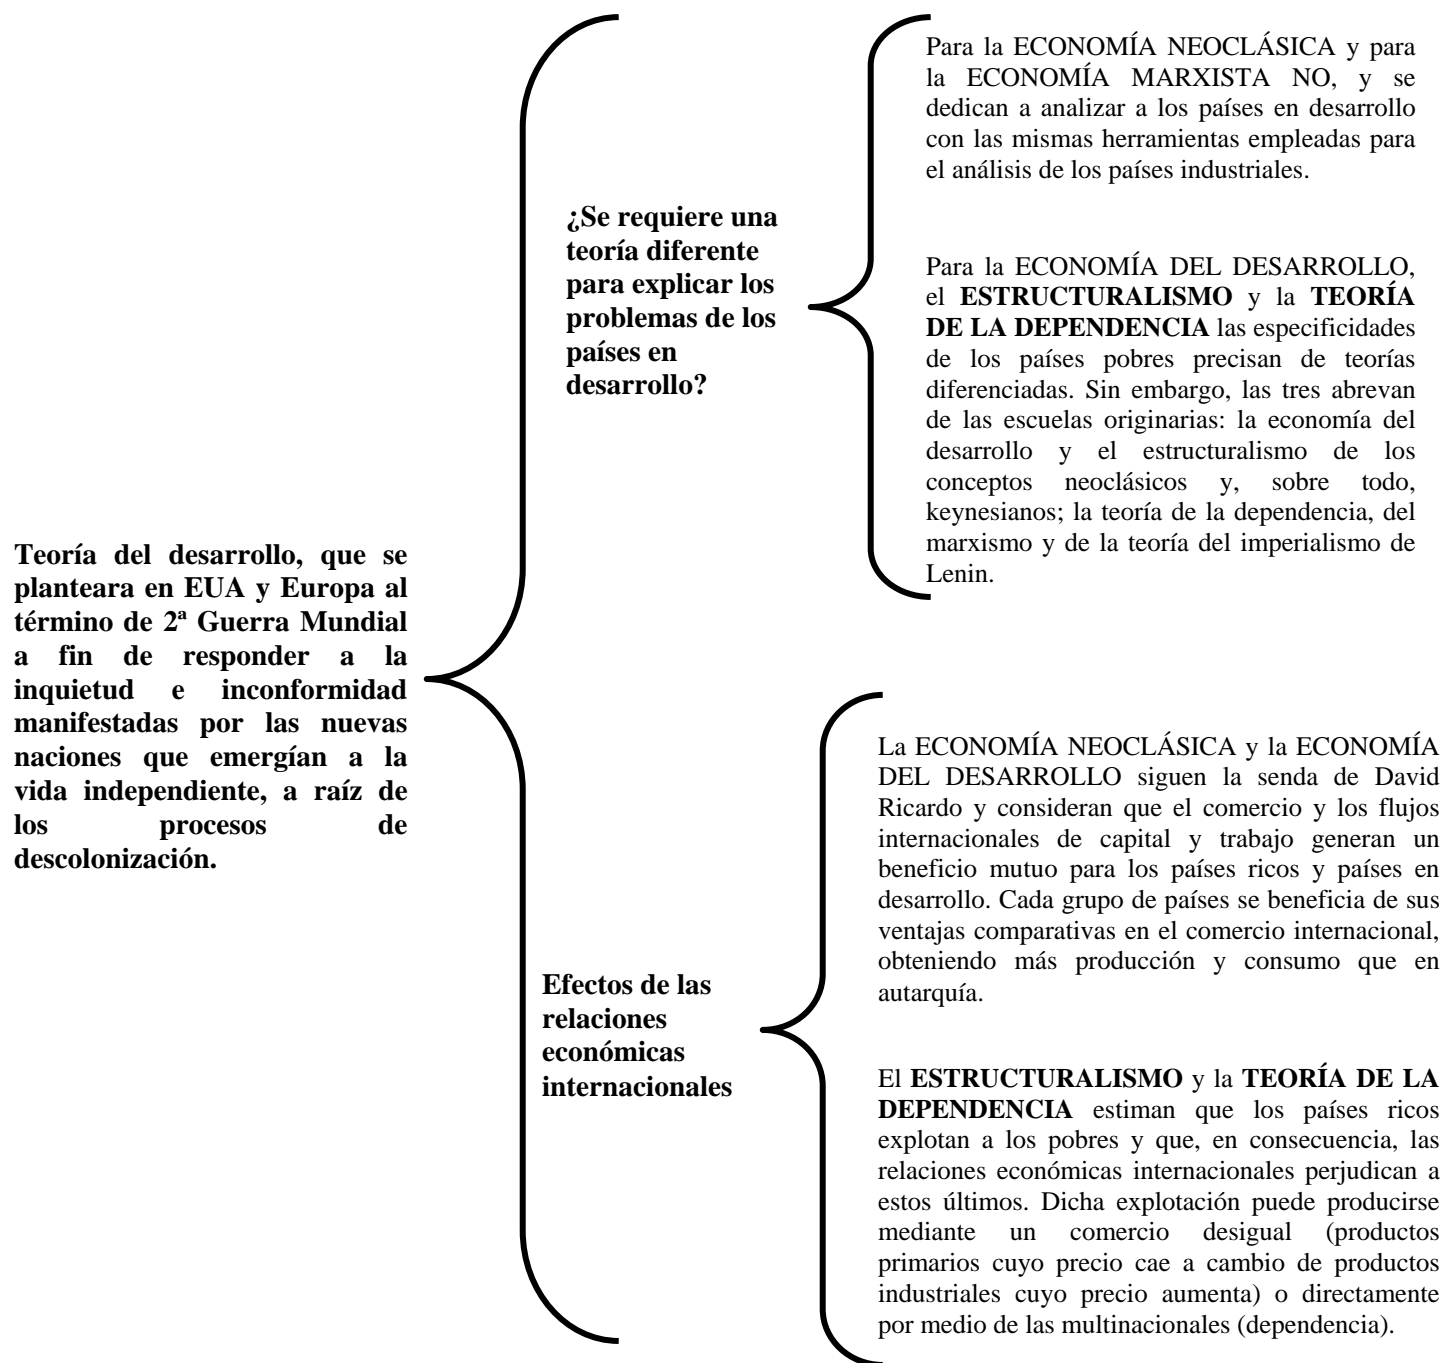 Teoría del desarrollo, que se
planteara en EUA y Europa al
término de 2ª Guerra Mundial
a fin de responder a la
inquietud e inconformidad
manifestadas por las nuevas
naciones que emergían a la
vida independiente, a raíz de
los procesos de
descolonización.
¿Se requiere una
teoría diferente
para explicar los
problemas de los
países en
desarrollo?
Para la ECONOMÍA NEOCLÁSICA y para
la ECONOMÍA MARXISTA NO, y se
dedican a analizar a los países en desarrollo
con las mismas herramientas empleadas para
el análisis de los países industriales.
Para la ECONOMÍA DEL DESARROLLO,
el ESTRUCTURALISMO y la TEORÍA
DE LA DEPENDENCIA las especificidades
de los países pobres precisan de teorías
diferenciadas. Sin embargo, las tres abrevan
de las escuelas originarias: la economía del
desarrollo y el estructuralismo de los
conceptos neoclásicos y, sobre todo,
keynesianos; la teoría de la dependencia, del
marxismo y de la teoría del imperialismo de
Lenin.
Efectos de las
relaciones
económicas
internacionales
La ECONOMÍA NEOCLÁSICA y la ECONOMÍA
DEL DESARROLLO siguen la senda de David
Ricardo y consideran que el comercio y los flujos
internacionales de capital y trabajo generan un
beneficio mutuo para los países ricos y países en
desarrollo. Cada grupo de países se beneficia de sus
ventajas comparativas en el comercio internacional,
obteniendo más producción y consumo que en
autarquía.
El ESTRUCTURALISMO y la TEORÍA DE LA
DEPENDENCIA estiman que los países ricos
explotan a los pobres y que, en consecuencia, las
relaciones económicas internacionales perjudican a
estos últimos. Dicha explotación puede producirse
mediante un comercio desigual (productos
primarios cuyo precio cae a cambio de productos
industriales cuyo precio aumenta) o directamente
por medio de las multinacionales (dependencia).